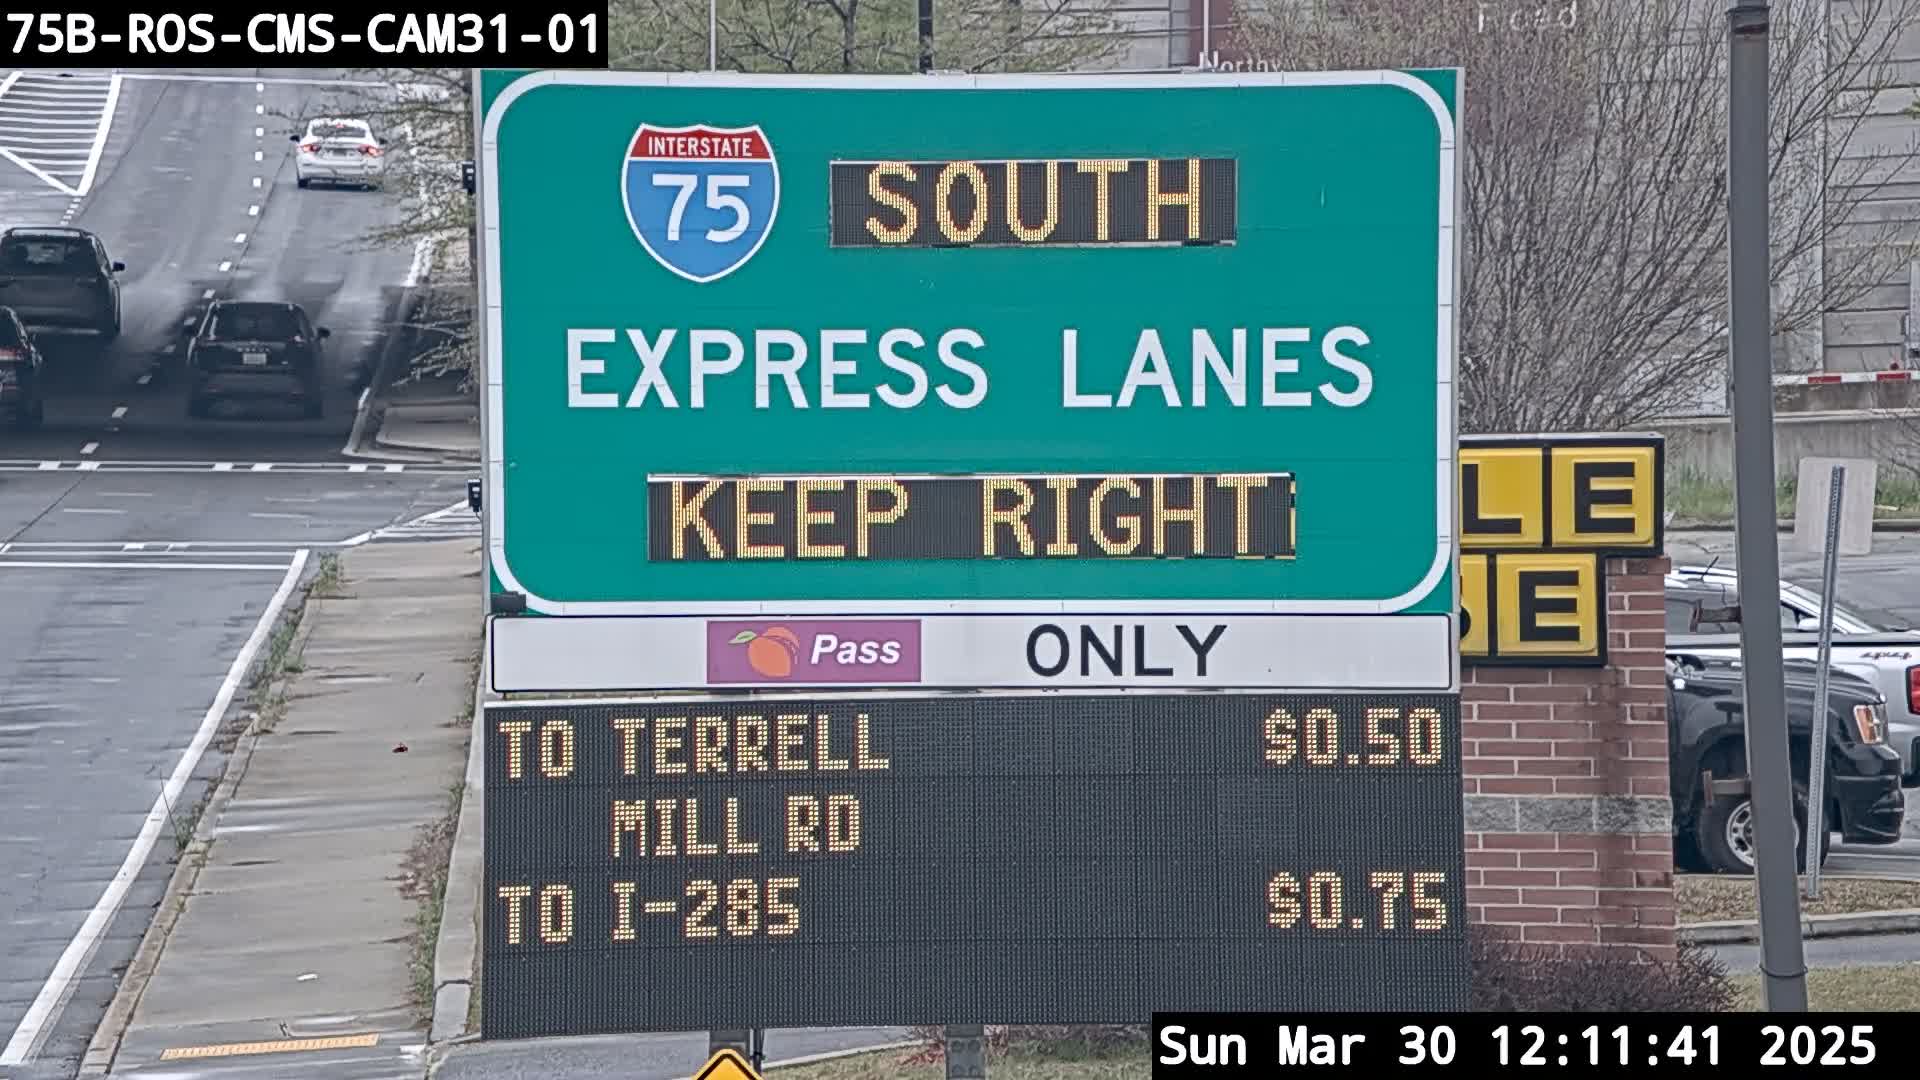 75B-ROS-CMS-CAM31-01
INTERSTATE
75
SOUTH
EXPRESS LANES
KEEP RIGHT
Pass ONLY
TO TERRELL $0.50
MILL RD
TO I-285 $0.75
LE
E
Sun Mar 30 12:11:41 2025